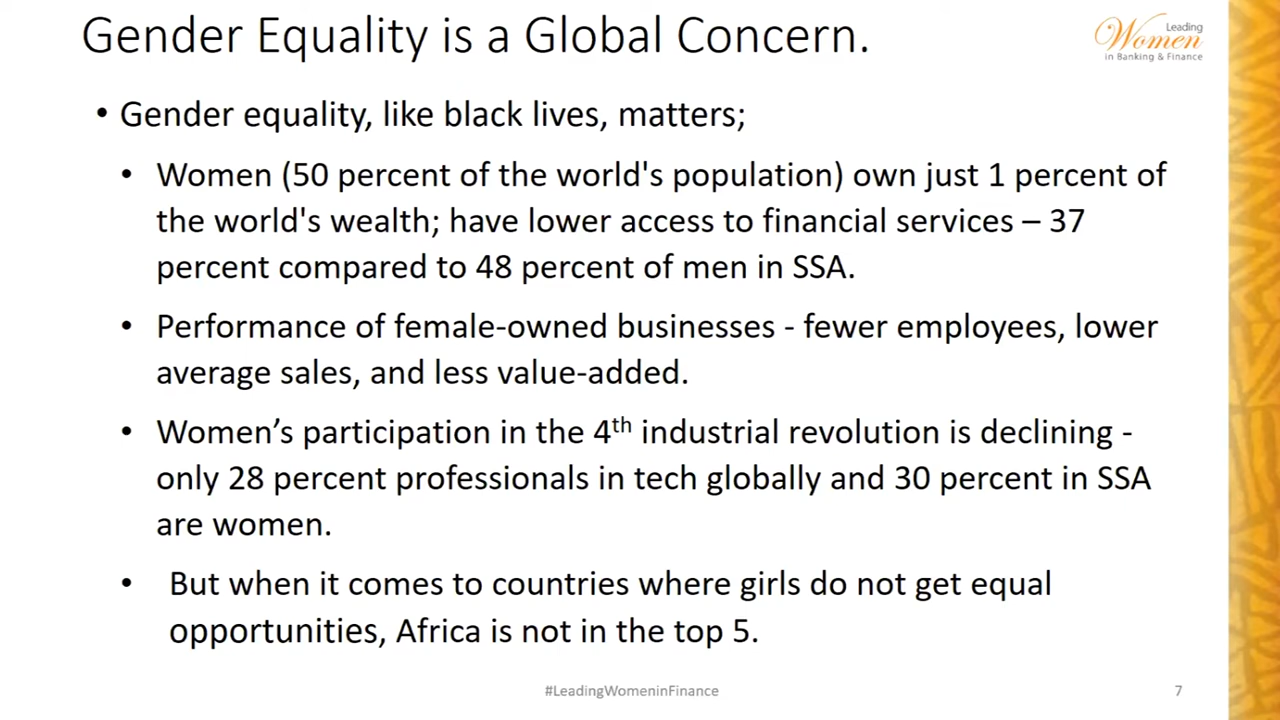 Gender Equality is a Global Concern.
Leading
Women
in Banking & Finance
• Gender equality, like black lives, matters;
• Women (50 percent of the world's population) own just 1 percent of
the world's wealth; have lower access to financial services – 37
percent compared to 48 percent of men in SSA.
• Performance of female-owned businesses - fewer employees, lower
average sales, and less value-added.
• Women’s participation in the 4th industrial revolution is declining -
only 28 percent professionals in tech globally and 30 percent in SSA
are women.
• But when it comes to countries where girls do not get equal
opportunities, Africa is not in the top 5.
#LeadingWomeninFinance
7